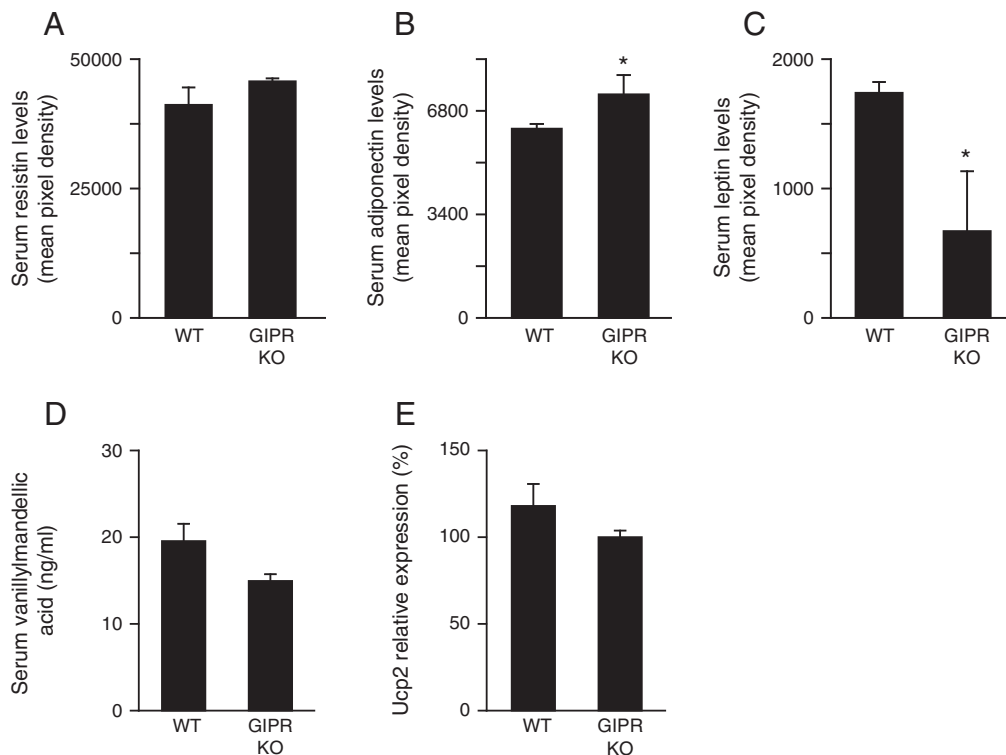 A
Serum resistin levels
(mean pixel density)
50000
25000
0
WT
GIPR
KO
B
Serum adiponectin levels
(mean pixel density)
6800
3400
0
*
WT
GIPR
KO
C
Serum leptin levels
(mean pixel density)
2000
1000
0
*
WT
GIPR
KO
D
Serum vanillylmandellic
acid (ng/ml)
30
20
10
0
WT
GIPR
KO
E
Ucp2 relative expression (%)
150
100
50
0
WT
GIPR
KO